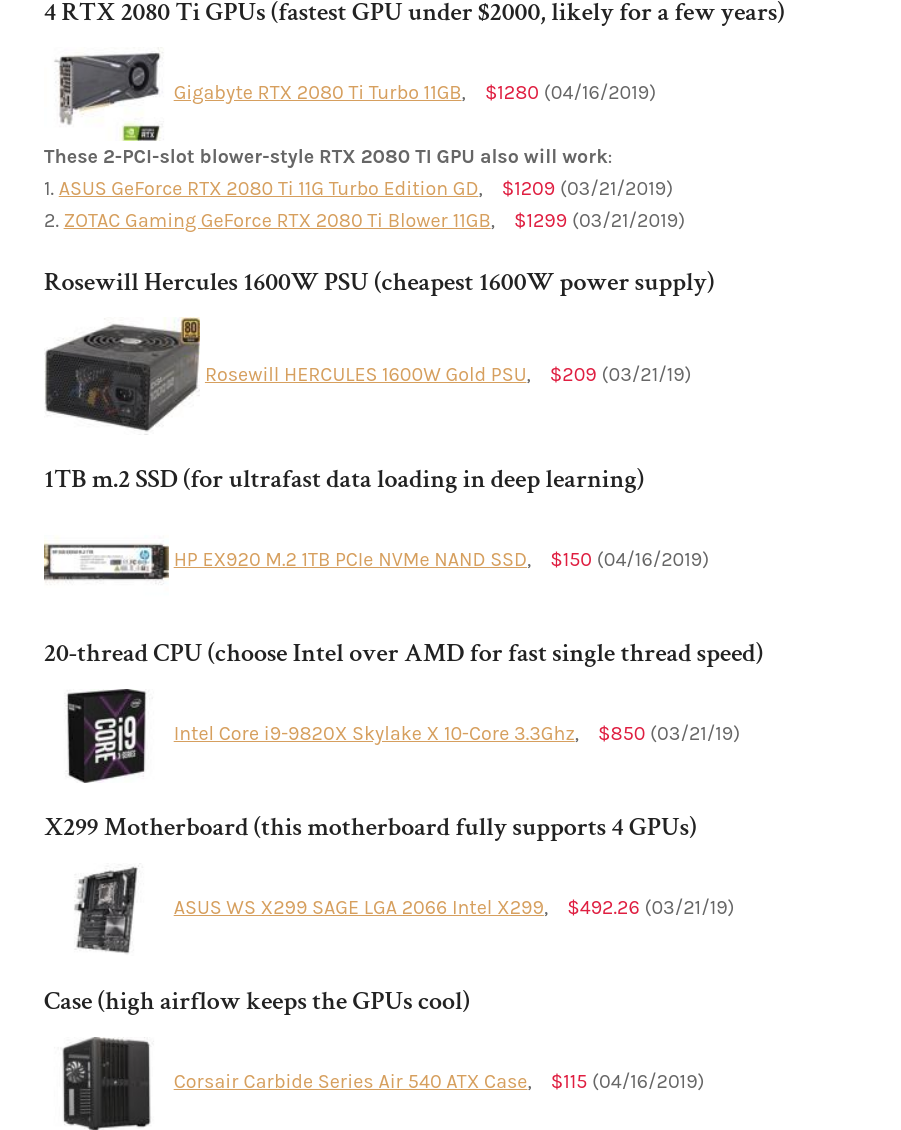 4 RTX 2080 Ti GPUs (fastest GPU under $2000, likely for a few years)
Gigabyte RTX 2080 Ti Turbo 11GB, $1280 (04/16/2019)
These 2-PCI-slot blower-style RTX 2080 TI GPU also will work:
1. ASUS GeForce RTX 2080 Ti 11G Turbo Edition GD, $1209 (03/21/2019)
2. ZOTAC Gaming GeForce RTX 2080 Ti Blower 11GB, $1299 (03/21/2019)
Rosewill Hercules 1600W PSU (cheapest 1600W power supply)
80
Rosewill HERCULES 1600W Gold PSU, $209 (03/21/19)
1TB m.2 SSD (for ultrafast data loading in deep learning)
HP EX920 M.2 1TB PCIe NVMe NAND SSD, $150 (04/16/2019)
20-thread CPU (choose Intel over AMD for fast single thread speed)
CORE i9
Intel Core i9-9820X Skylake X 10-Core 3.3Ghz, $850 (03/21/19)
X299 Motherboard (this motherboard fully supports 4 GPUs)
ASUS WS X299 SAGE LGA 2066 Intel X299, $492.26 (03/21/19)
Case (high airflow keeps the GPUs cool)
Corsair Carbide Series Air 540 ATX Case, $115 (04/16/2019)